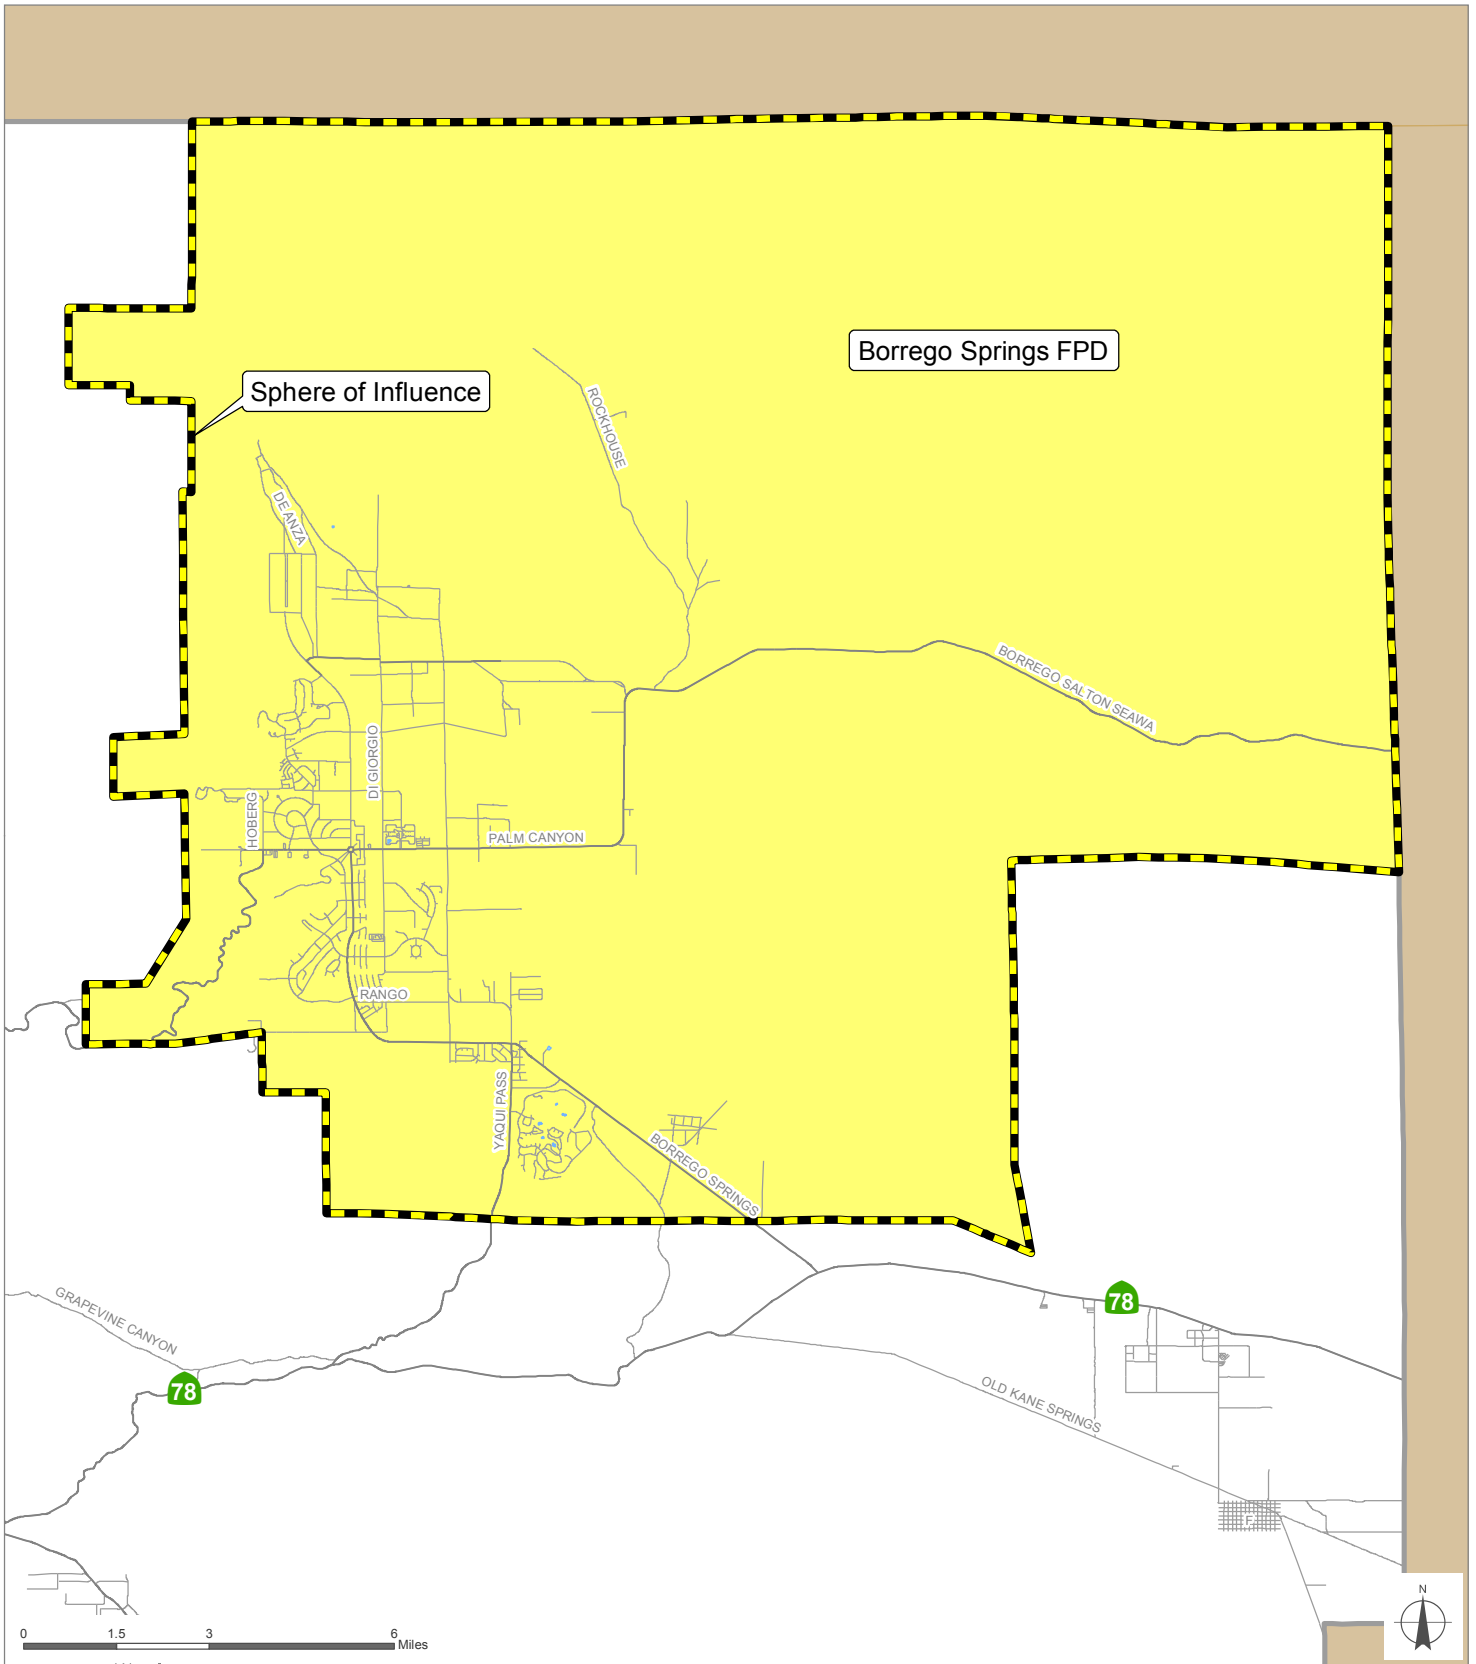 Borrego Springs FPD
Sphere of Influence
ROCKHOUSE
DE ANZA
BORREGO SALTON SEAWA
DI GIORGIO
HOBERG
PALM CANYON
RANGO
YAQUI PASS
BORREGO SPRINGS
GRAPEVINE CANYON
78
78
OLD KANE SPRINGS
F
N
0 1.5 3 6
Miles